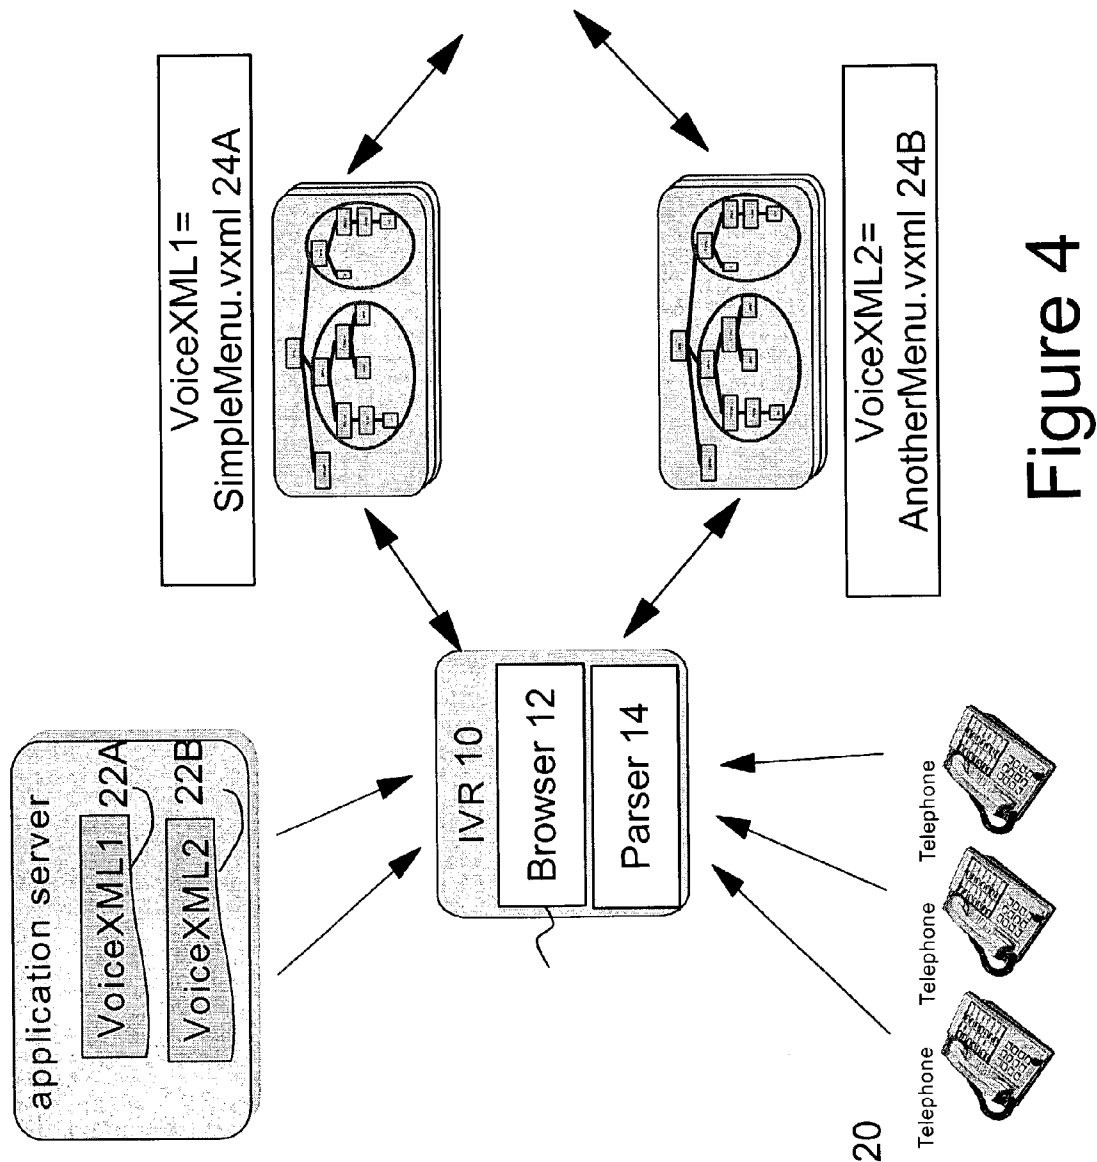 application server
VoiceXML1 22A
VoiceXML2 22B
VoiceXML1=
SimpleMenu.vxml 24A
IVR 10
Browser 12
Parser 14
VoiceXML2=
AnotherMenu.vxml 24B
20
Telephone
Telephone
Telephone
Figure 4